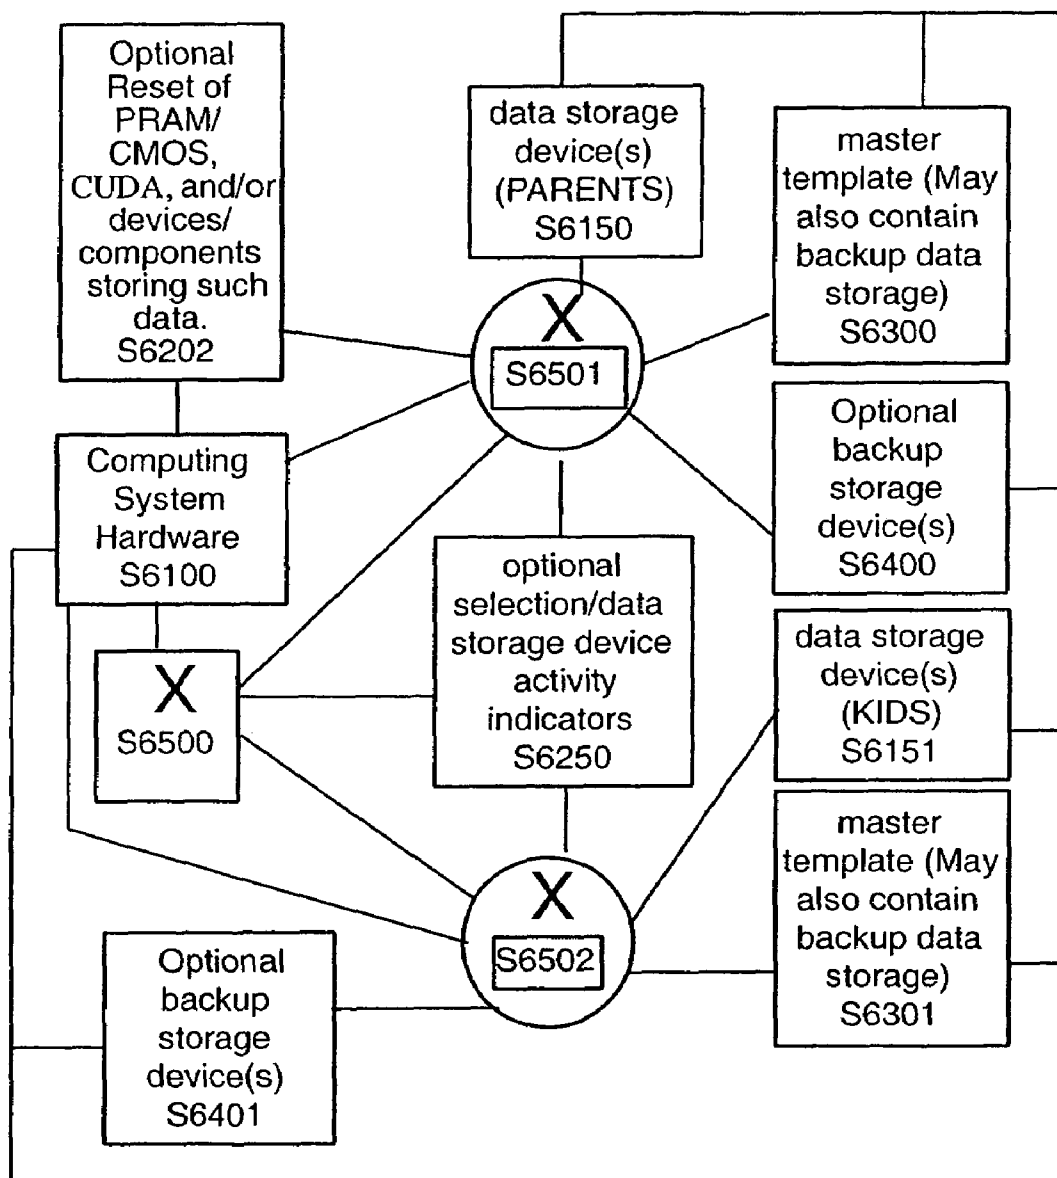 Optional
Reset of
PRAM/
CMOS,
CUDA, and/or
devices/
components
storing such
data.
S6202
data storage
device(s)
(PARENTS)
S6150
master
template (May
also contain
backup data
storage)
S6300
X
S6501
Computing
System
Hardware
S6100
Optional
backup
storage
device(s)
S6400
optional
selection/data
storage device
activity
indicators
S6250
X
S6500
data storage
device(s)
(KIDS)
S6151
master
template (May
also contain
backup data
storage)
S6301
X
S6502
Optional
backup
storage
device(s)
S6401